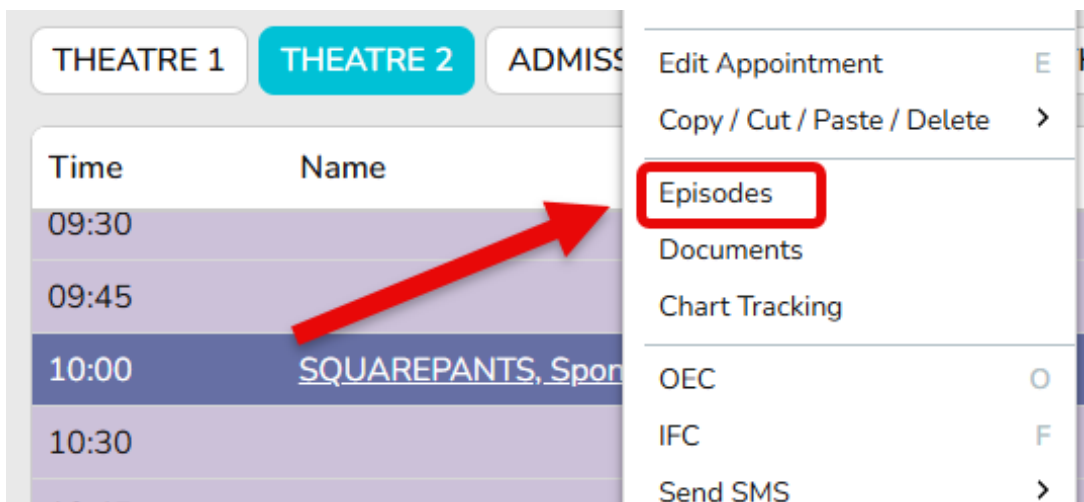 THEATRE 1
THEATRE 2
Time
Name
09:30
09:45
10:00
SQUAREPANTS,
10:30
Edit Appointment E
Copy / Cut / Paste / Delete >
Episodes
Documents
Chart Tracking
OEC O
IFC F
Send SMS >